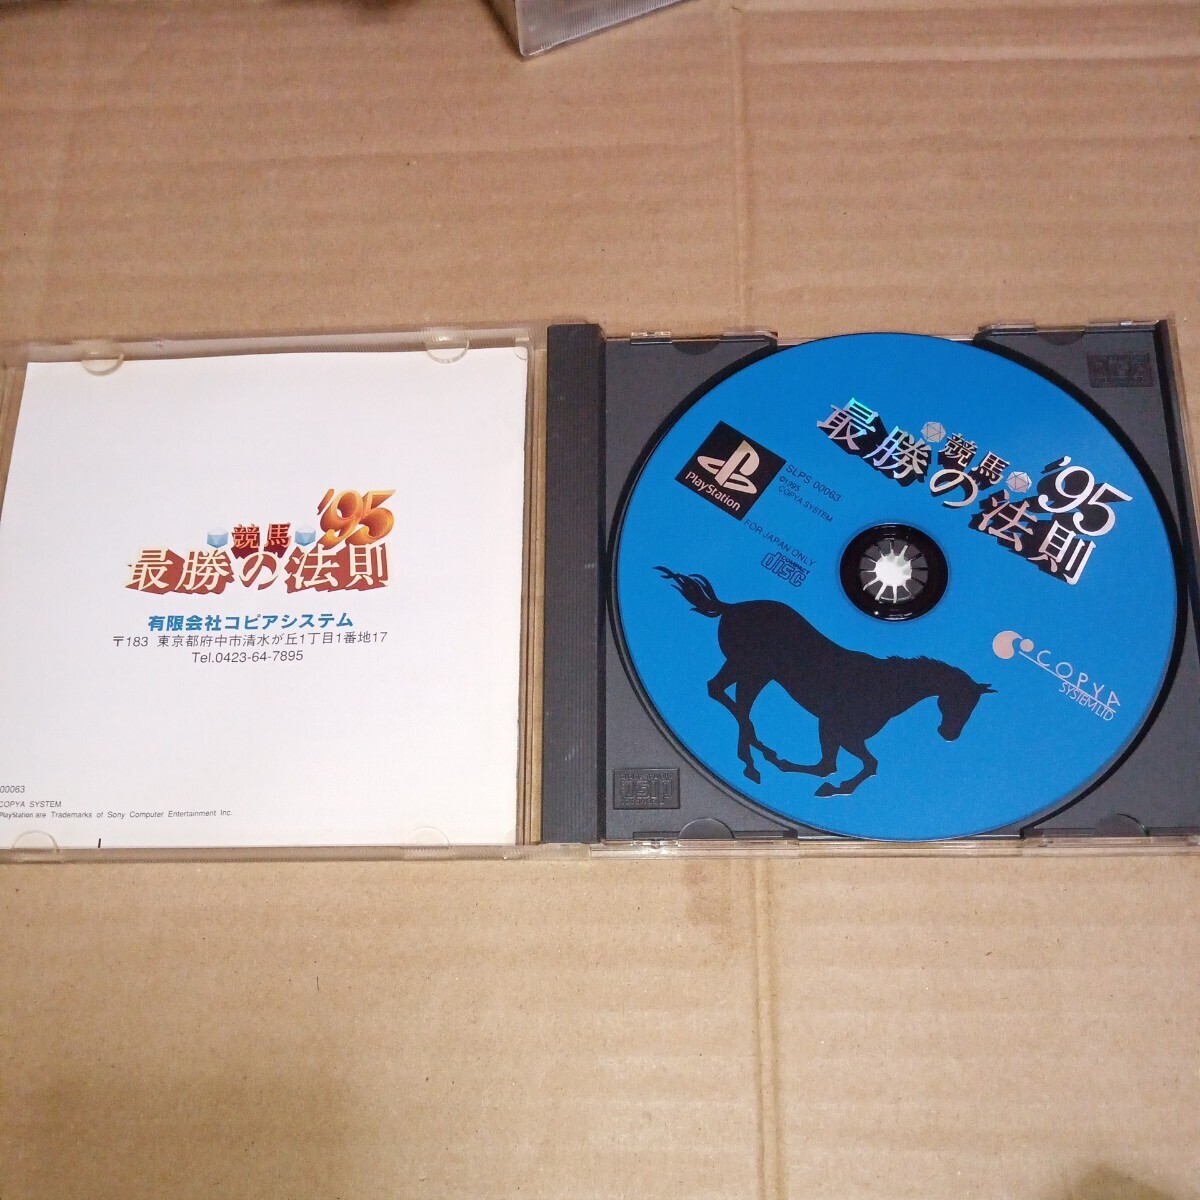 競馬 '95
最勝の法則
有限会社コピアシステム
〒183 東京都府中市清水が丘1丁目1番地17
Tel.0423-64-7895
00063
COPYA SYSTEM
PlayStation are Trademarks of Sony Computer Entertainment Inc.
競馬 '95
最勝の法則
PlayStation
SLPS 00063
©1995
COPYA SYSTEM
FOR JAPAN ONLY
COMPACT
disc
COPYA
SYSTEM LTD